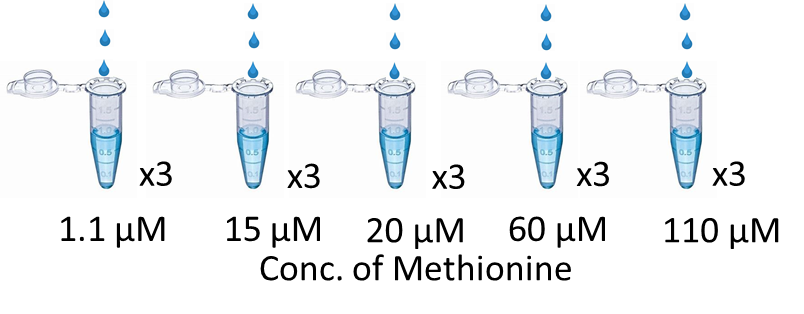 x3 x3 x3 x3 x3
1.1 µM 15 µM 20 µM 60 µM 110 µM
Conc. of Methionine